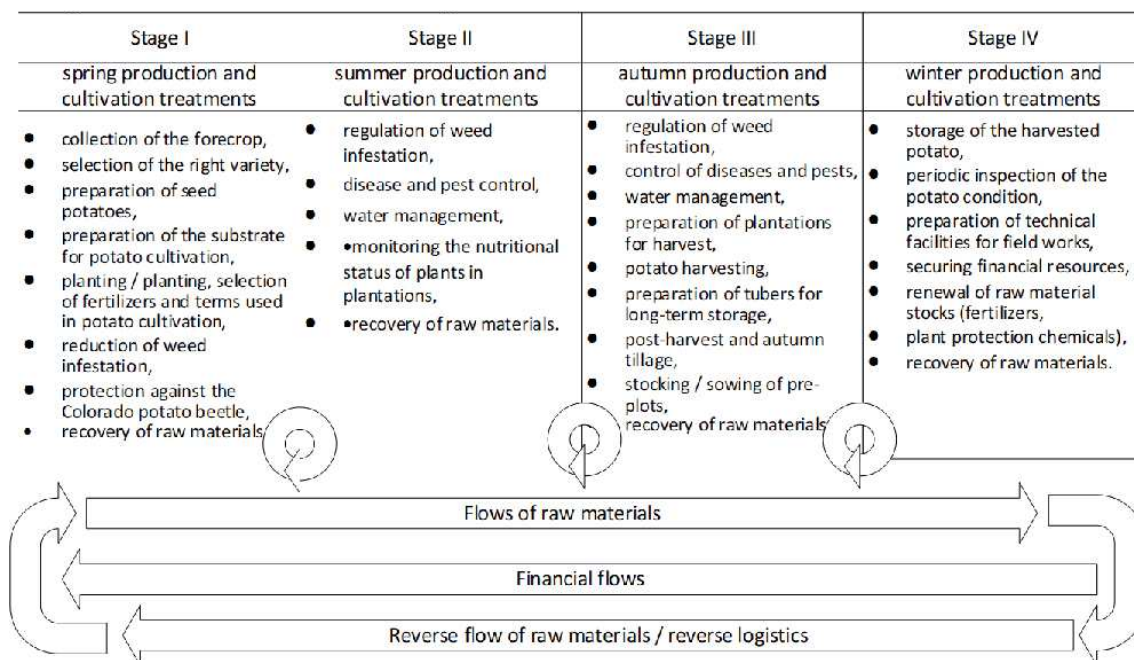 Stage I
Stage II
Stage III
Stage IV
spring production and
cultivation treatments
summer production and
cultivation treatments
autumn production and
cultivation treatments
winter production and
cultivation treatments
● collection of the forecrop,
● selection of the right variety,
● preparation of seed
potatoes,
● preparation of the substrate
for potato cultivation,
● planting / planting, selection
of fertilizers and terms used
in potato cultivation,
● reduction of weed
infestation,
● protection against the
Colorado potato beetle,
• recovery of raw materials
● regulation of weed
infestation,
● disease and pest control,
● water management,
● •monitoring the nutritional
status of plants in
plantations,
● •recovery of raw materials.
● regulation of weed
infestation,
● control of diseases and pests,
● water management,
● preparation of plantations
for harvest,
● potato harvesting,
● preparation of tubers for
long-term storage,
● post-harvest and autumn
tillage,
● stocking / sowing of pre-
plots,
recovery of raw materials
● storage of the harvested
potato,
● periodic inspection of the
potato condition,
● preparation of technical
facilities for field works,
● securing financial resources,
● renewal of raw material
stocks (fertilizers,
● plant protection chemicals),
● recovery of raw materials.
Flows of raw materials
Financial flows
Reverse flow of raw materials / reverse logistics